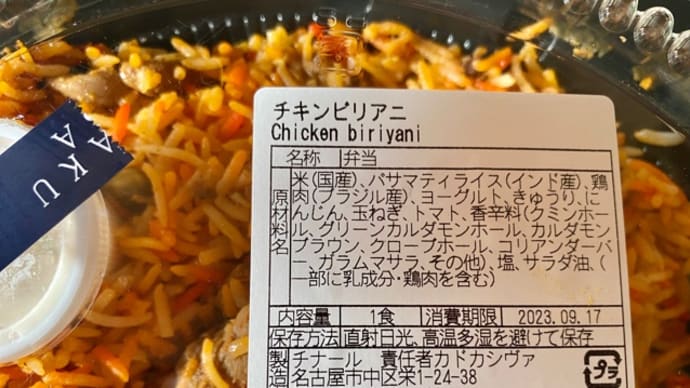 チキンビリアニ
Chicken biriyani
名称 弁当
原材料名
米(国産)、バサマティライス(インド産)、鶏
肉(ブラジル産)、ヨーグルト、きゅうり、に
んじん、玉ねぎ、トマト、香辛料(クミンホー
ル、グリーンカルダモンホール、カルダモン
ブラウン、クローブホール、コリアンダーバ
ー、ガラムマサラ、その他)、塩、サラダ油、(
一部に乳成分・鶏肉を含む)
内容量 1食 消費期限 2023.09.17
保存方法 直射日光、高温多湿を避けて保存
製造
チナール 責任者カドカシヴァ
名古屋市中区栄1-24-38
プラ
AKU
A